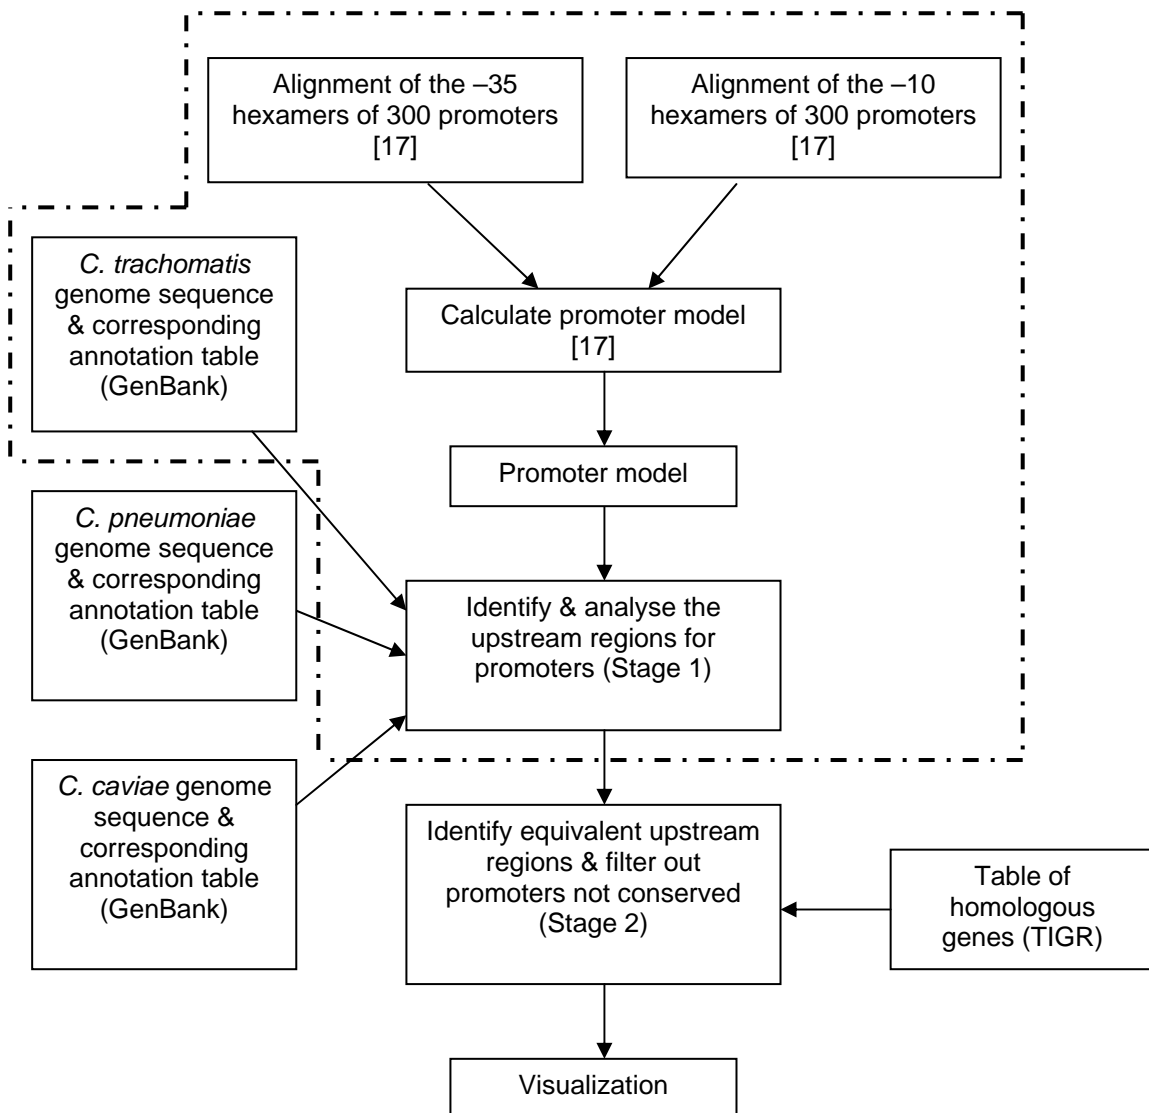 Alignment of the –35
hexamers of 300 promoters
[17]
Alignment of the –10
hexamers of 300 promoters
[17]
C. trachomatis
genome sequence
& corresponding
annotation table
(GenBank)
Calculate promoter model
[17]
Promoter model
C. pneumoniae
genome sequence
& corresponding
annotation table
(GenBank)
Identify & analyse the
upstream regions for
promoters (Stage 1)
C. caviae genome
sequence &
corresponding
annotation table
(GenBank)
Identify equivalent upstream
regions & filter out
promoters not conserved
(Stage 2)
Table of
homologous
genes (TIGR)
Visualization